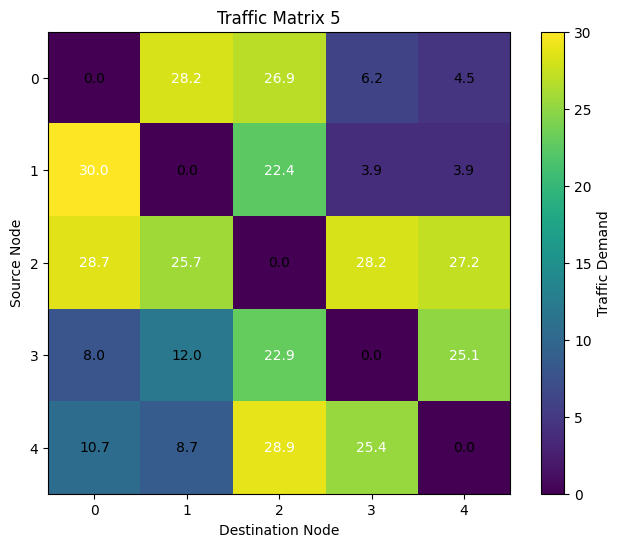 Traffic Matrix 5
0 0.0 28.2 26.9 6.2 4.5
1 30.0 0.0 22.4 3.9 3.9
2 28.7 25.7 0.0 28.2 27.2
3 8.0 12.0 22.9 0.0 25.1
4 10.7 8.7 28.9 25.4 0.0
0 1 2 3 4
Source Node
Destination Node
30
25
20
15
10
5
0
Traffic Demand